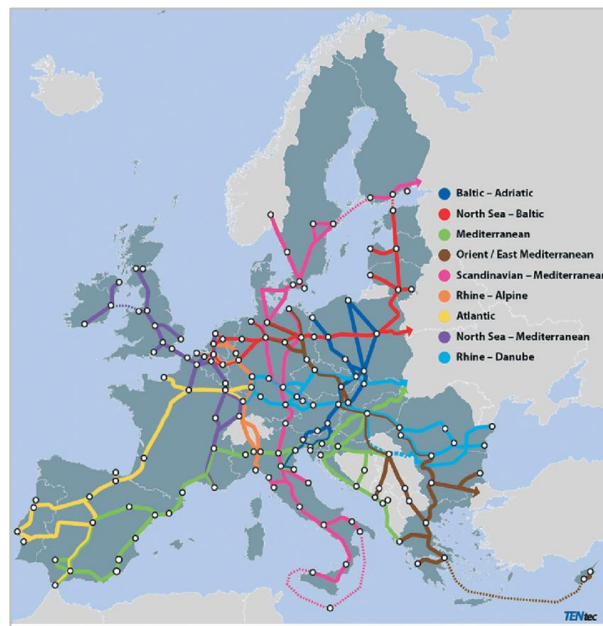 Baltic – Adriatic
North Sea – Baltic
Mediterranean
Orient / East Mediterranean
Scandinavian – Mediterranean
Rhine – Alpine
Atlantic
North Sea – Mediterranean
Rhine – Danube
TENtec